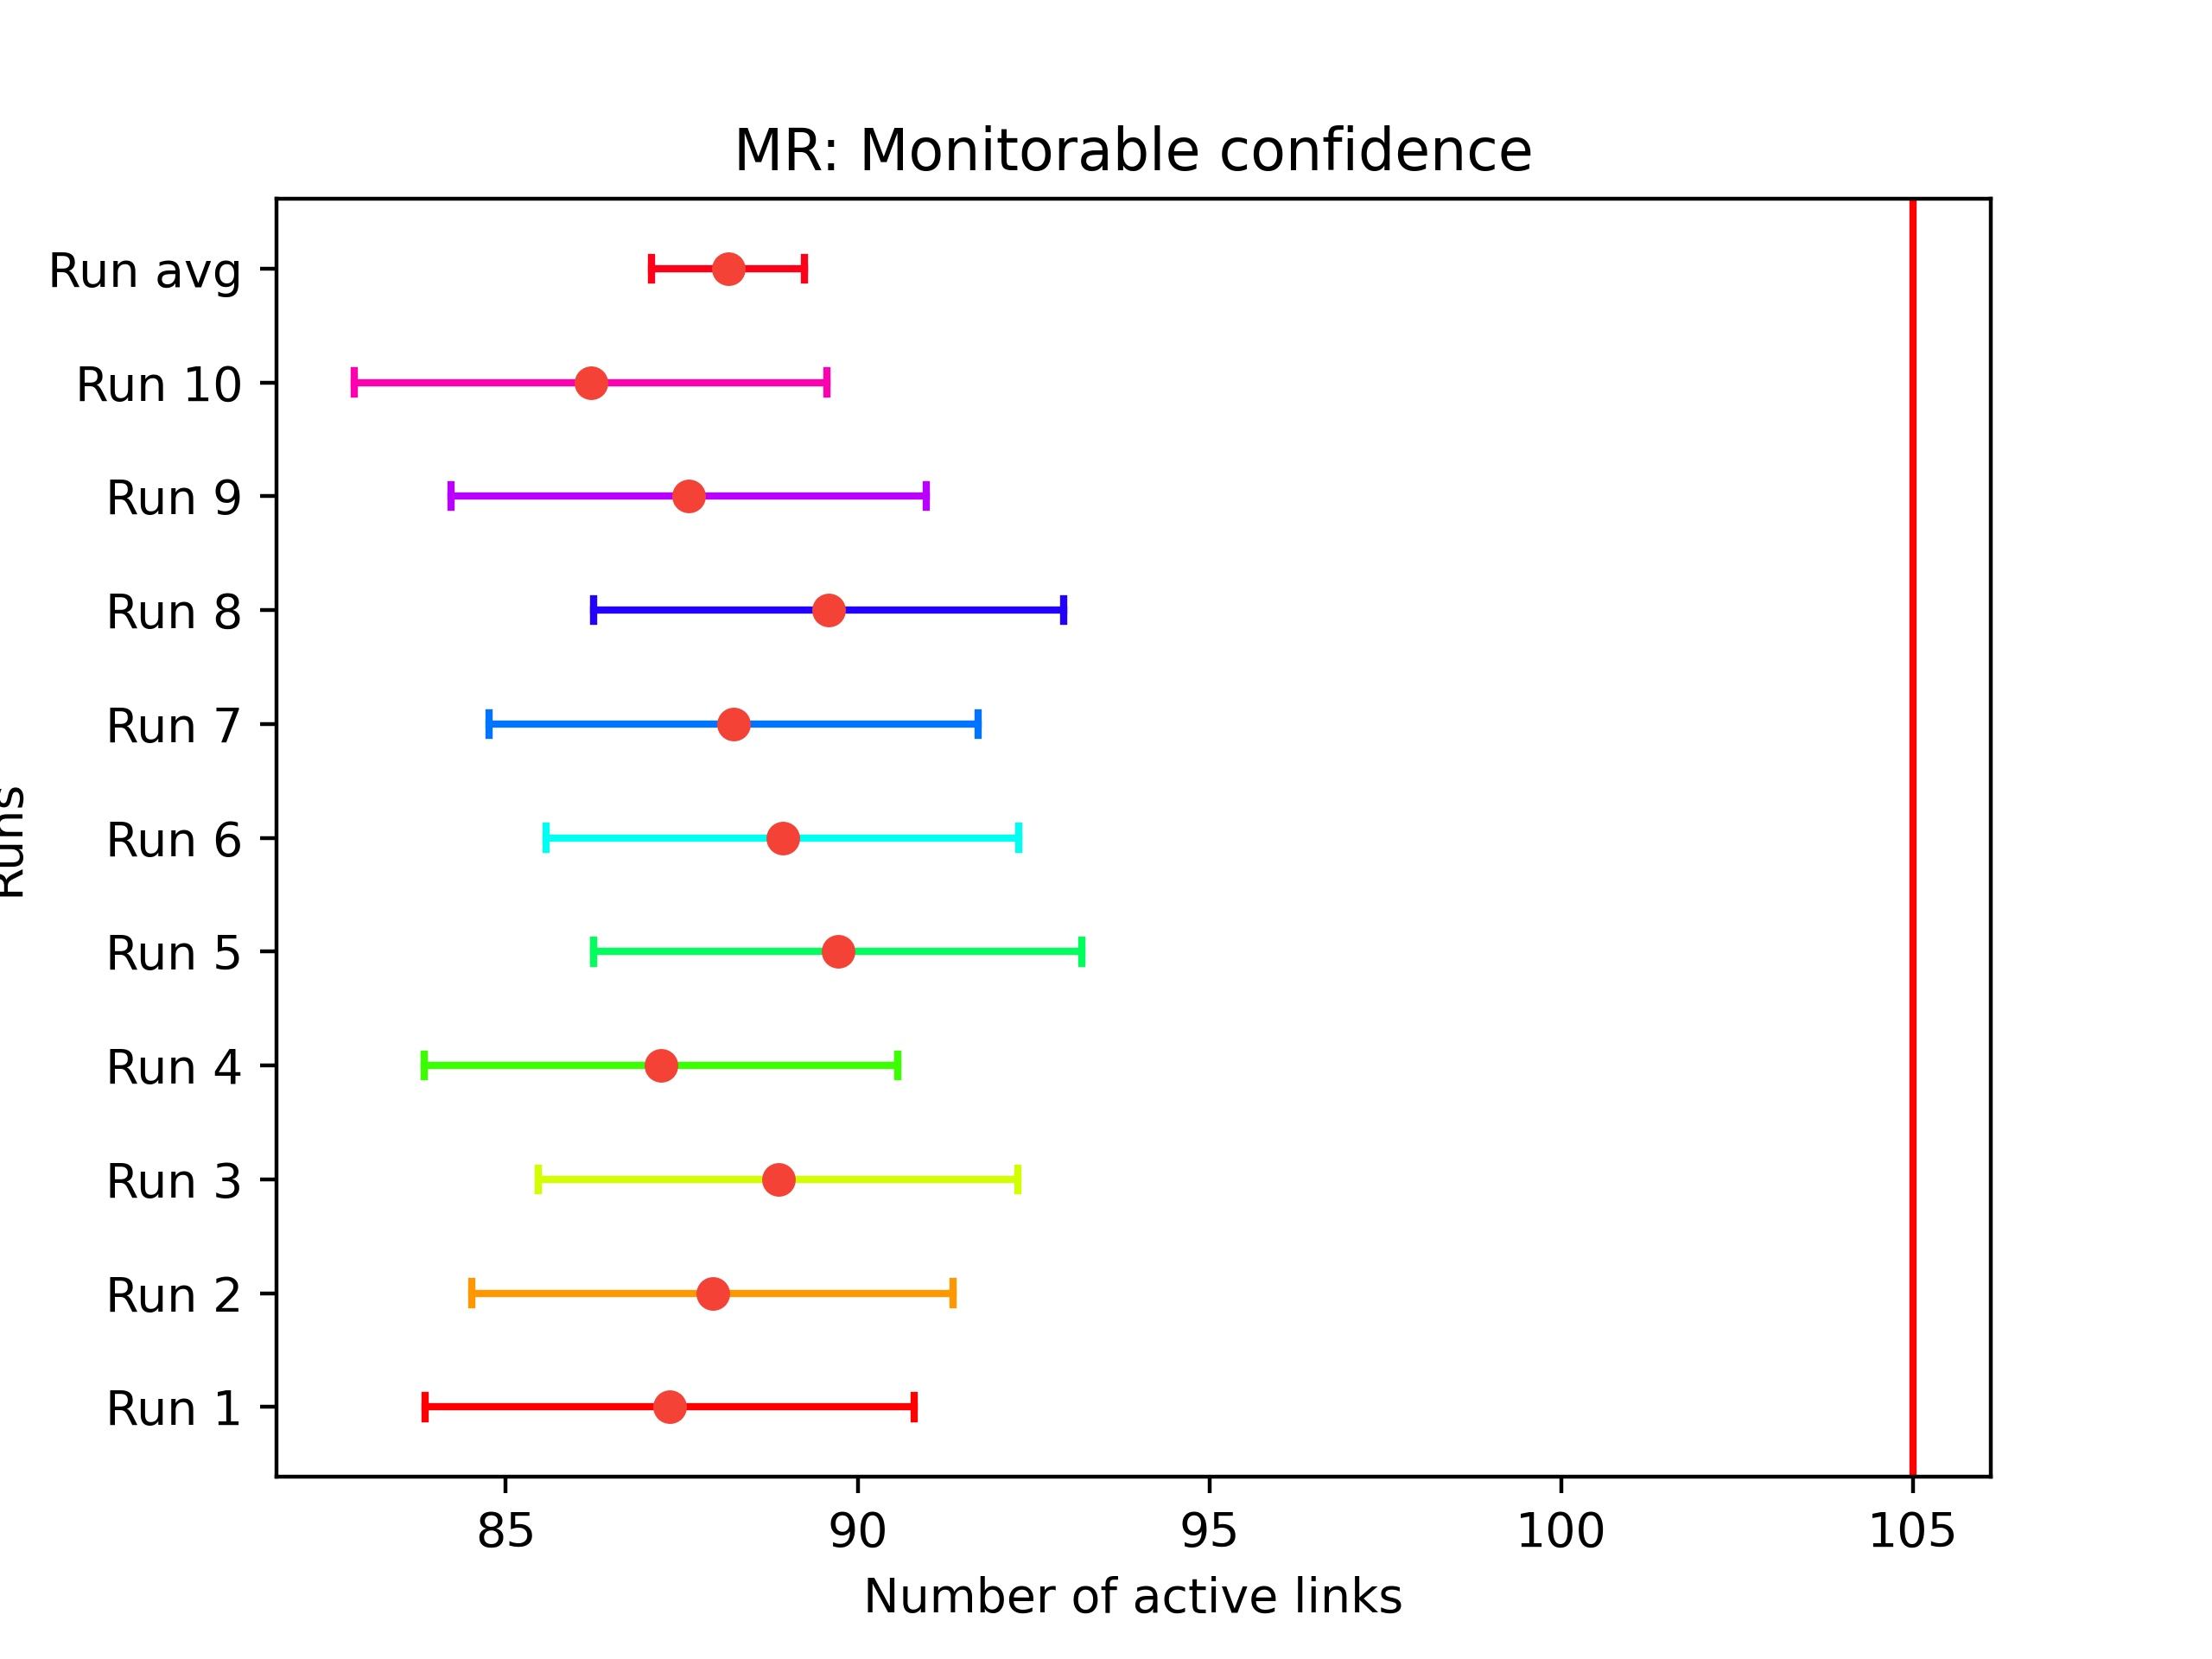 MR: Monitorable confidence
Run avg
Run 10
Run 9
Run 8
Run 7
Run 6
Run 5
Run 4
Run 3
Run 2
Run 1
Runs
85 90 95 100 105
Number of active links